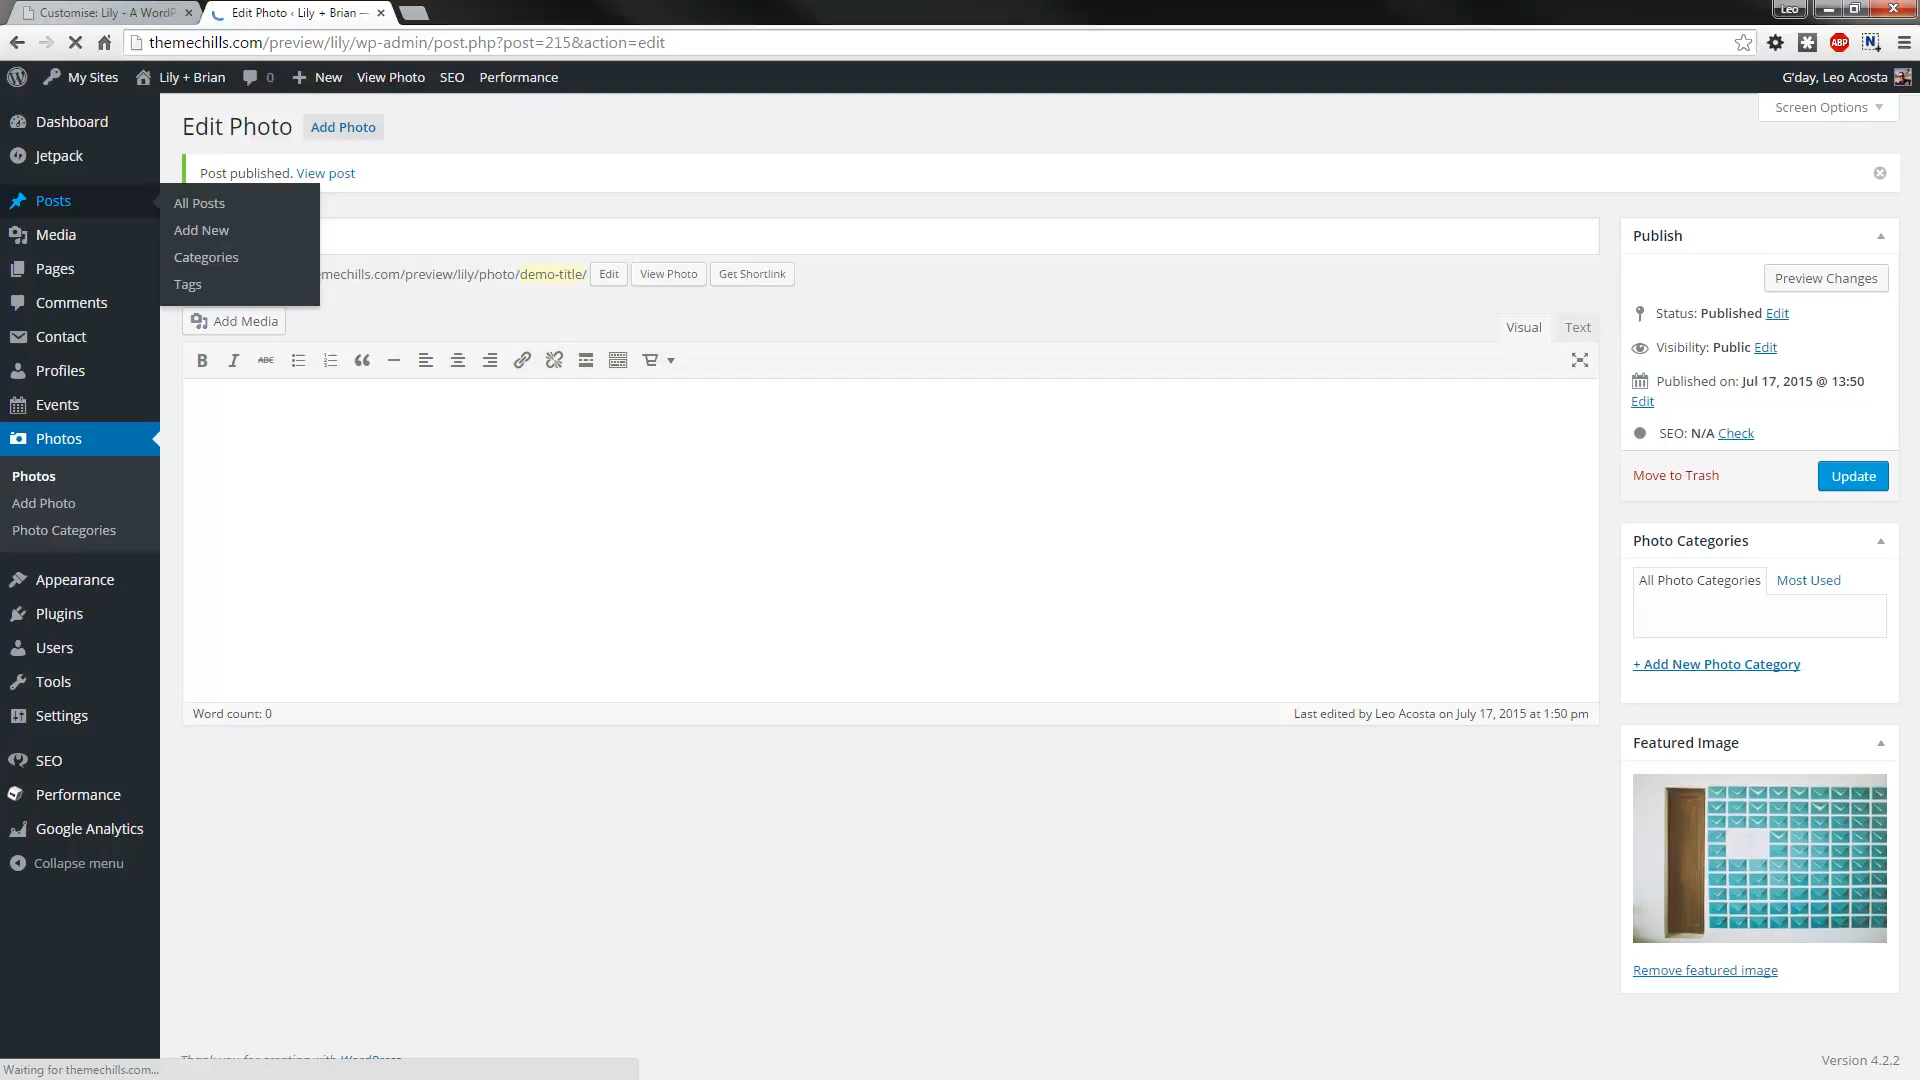 Customise: Lily - A WordP
Edit Photo ‹ Lily + Brian —
Leo
themechills.com/preview/lily/wp-admin/post.php?post=215&action=edit
ABP
N
My Sites
Lily + Brian
0
New
View Photo
SEO
Performance
G'day, Leo Acosta
Screen Options
Dashboard
Jetpack
Posts
Media
Pages
Comments
Contact
Profiles
Events
Photos
Photos
Add Photo
Photo Categories
Appearance
Plugins
Users
Tools
Settings
SEO
Performance
Google Analytics
Collapse menu
All Posts
Add New
Categories
Tags
Edit Photo
Add Photo
Post published. View post
emechills.com/preview/lily/photo/demo-title/
Edit
View Photo
Get Shortlink
Add Media
Visual
Text
B
I
ABC
Word count: 0
Last edited by Leo Acosta on July 17, 2015 at 1:50 pm
Publish
Preview Changes
Status: Published Edit
Visibility: Public Edit
Published on: Jul 17, 2015 @ 13:50
Edit
SEO: N/A Check
Move to Trash
Update
Photo Categories
All Photo Categories
Most Used
+ Add New Photo Category
Featured Image
Remove featured image
Thank you for creating with WordPress
Version 4.2.2
Waiting for themechills.com...